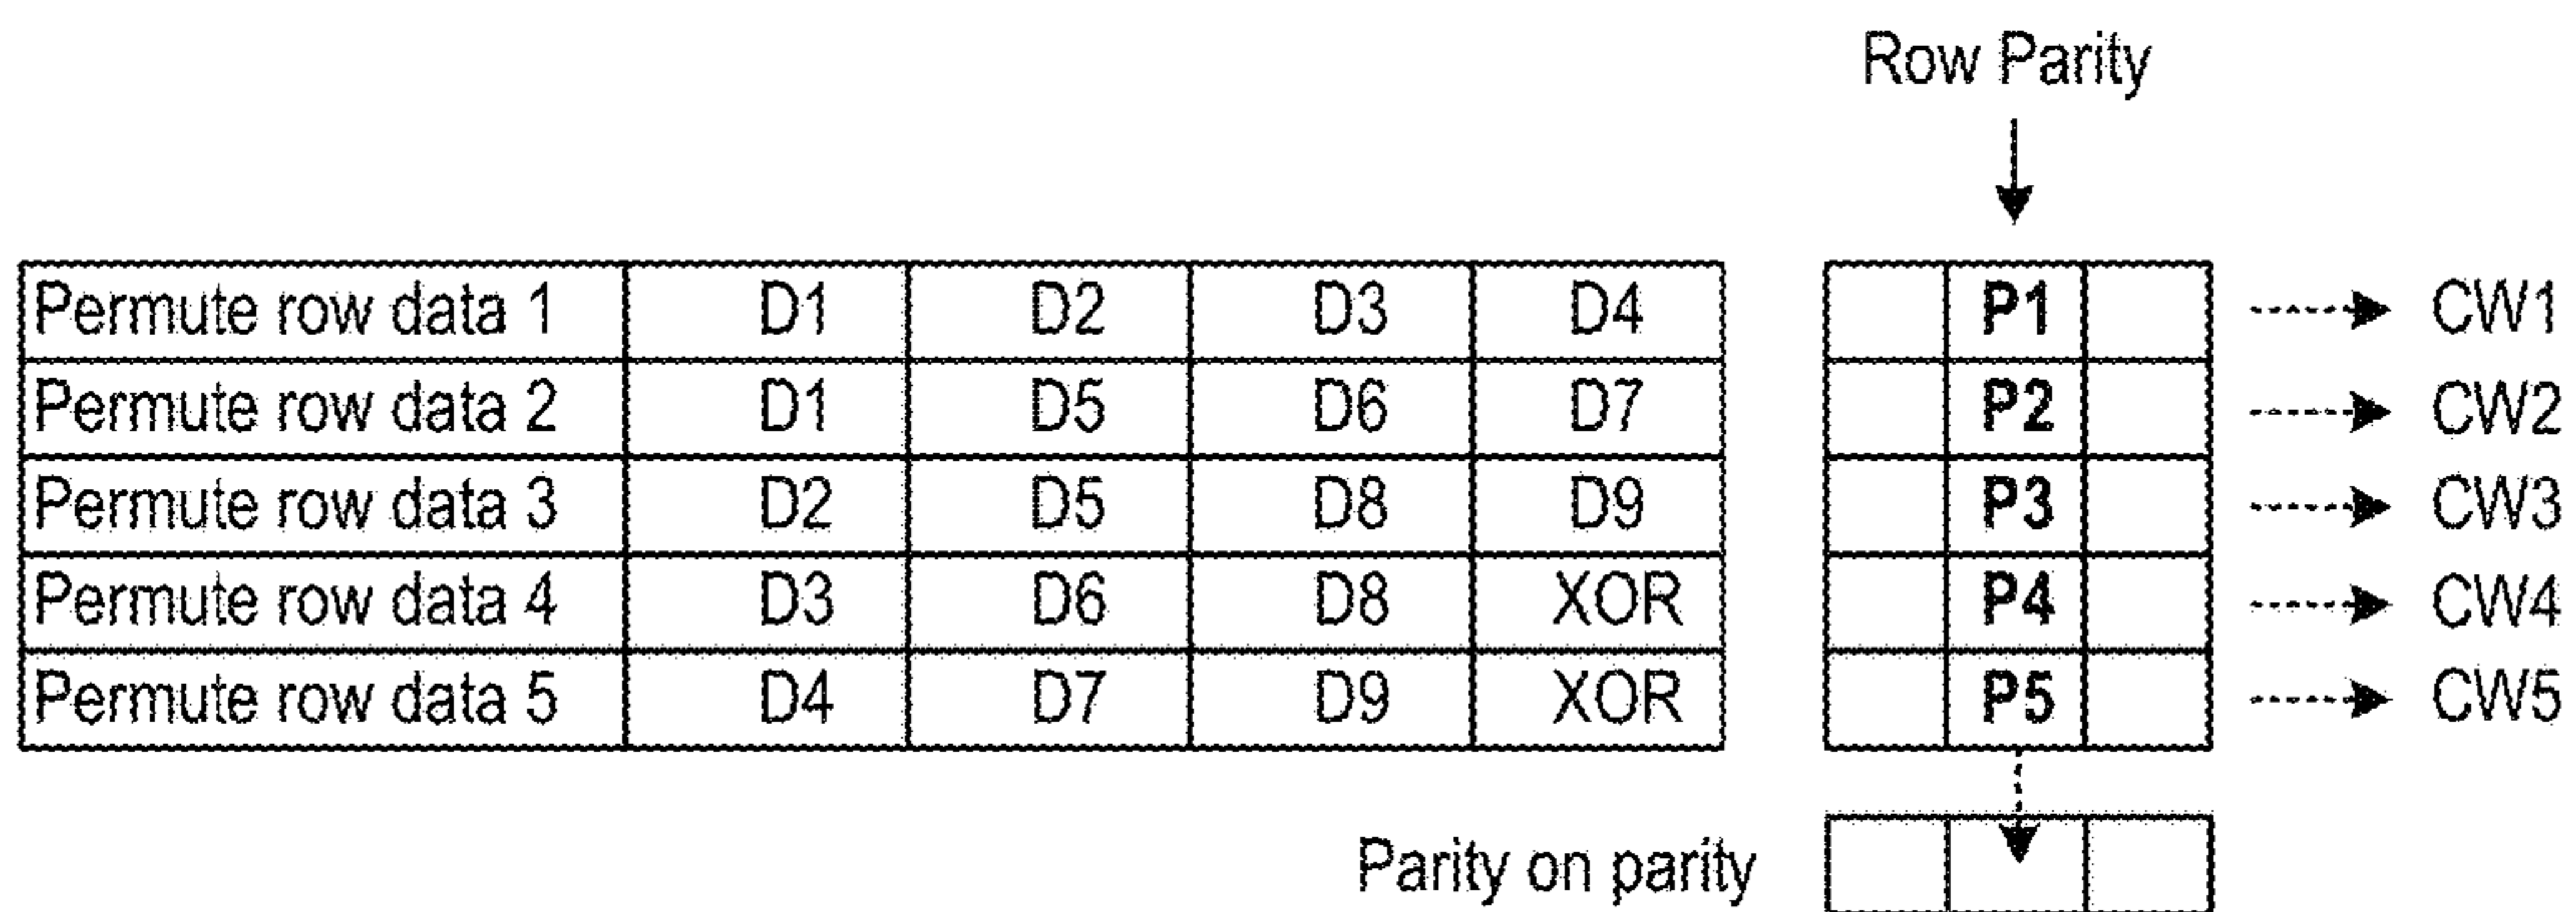 Row Parity
Permute row data 1 D1 D2 D3 D4 P1 CW1
Permute row data 2 D1 D5 D6 D7 P2 CW2
Permute row data 3 D2 D5 D8 D9 P3 CW3
Permute row data 4 D3 D6 D8 XOR P4 CW4
Permute row data 5 D4 D7 D9 XOR P5 CW5
Parity on parity